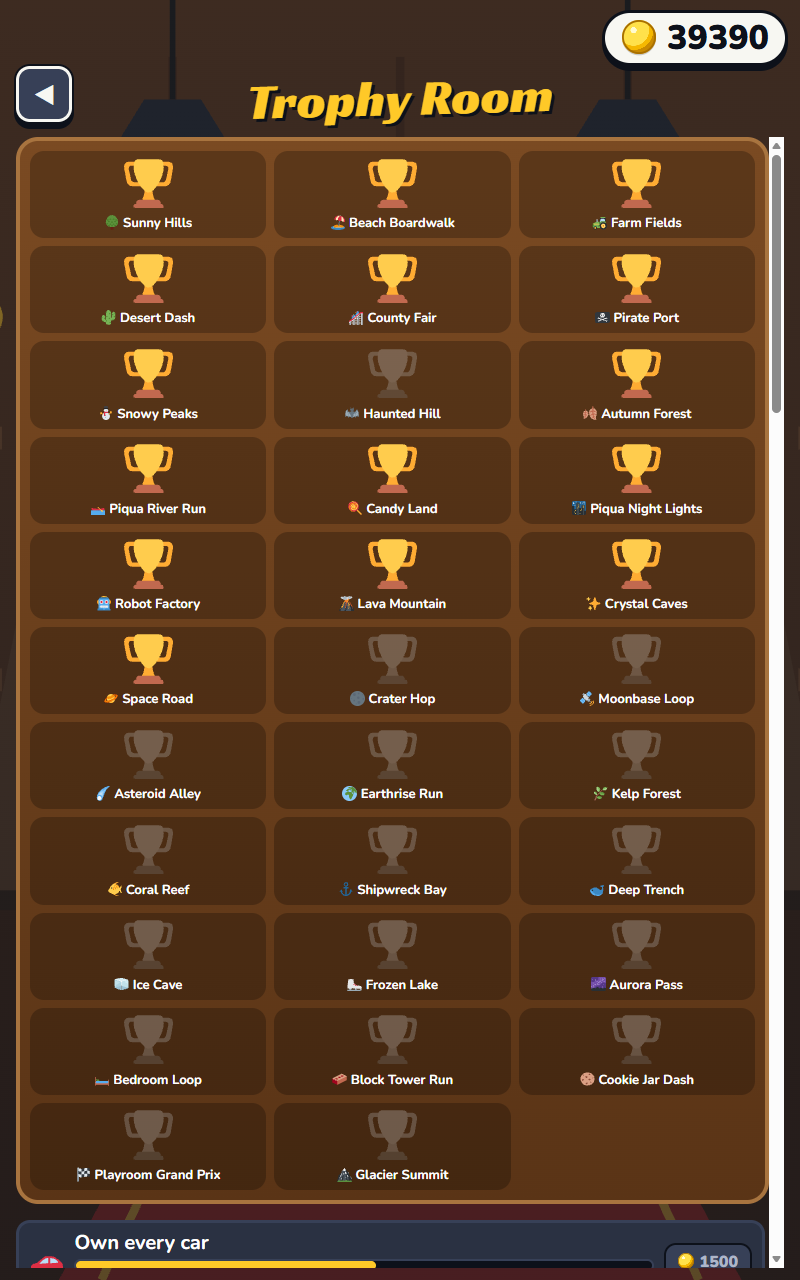 39390
Trophy Room
Sunny Hills
Beach Boardwalk
Farm Fields
Desert Dash
County Fair
Pirate Port
Snowy Peaks
Haunted Hill
Autumn Forest
Piqua River Run
Candy Land
Piqua Night Lights
Robot Factory
Lava Mountain
Crystal Caves
Space Road
Crater Hop
Moonbase Loop
Asteroid Alley
Earthrise Run
Kelp Forest
Coral Reef
Shipwreck Bay
Deep Trench
Ice Cave
Frozen Lake
Aurora Pass
Bedroom Loop
Block Tower Run
Cookie Jar Dash
Playroom Grand Prix
Glacier Summit
Own every car
1500